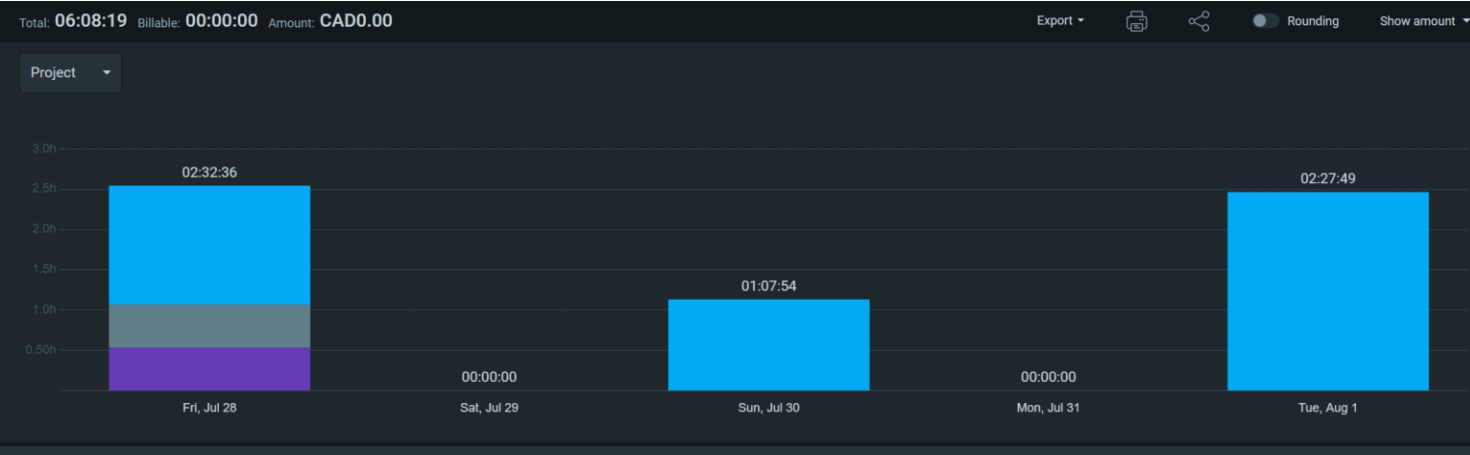 Total: 06:08:19 Billable: 00:00:00 Amount: CAD0.00 Export Rounding Show amount
Project
3.0h
02:32:36
02:27:49
2.5h
2.0h
1.5h
01:07:54
1.0h
0.50h
00:00:00 00:00:00
Fri, Jul 28 Sat, Jul 29 Sun, Jul 30 Mon, Jul 31 Tue, Aug 1